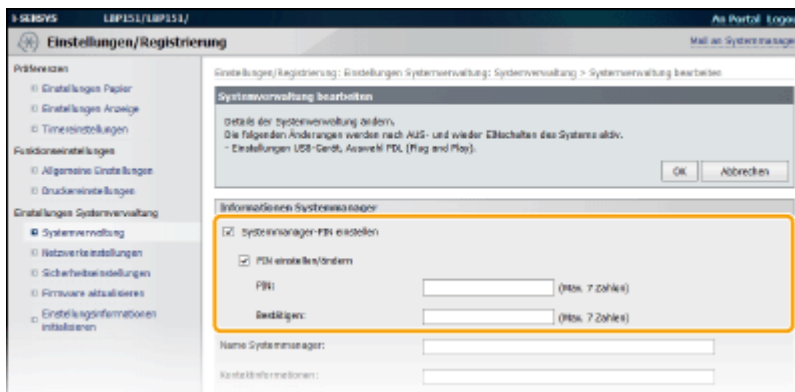 i-SENSYS LBP151/LBP151/ An Portal Logou
Einstellungen/Registrierung Mail an Systemmanage
Präferenzen
Einstellungen Papier
Einstellungen Anzeige
Timereinstellungen
Funktionseinstellungen
Allgemeine Einstellungen
Druckereinstellungen
Einstellungen Systemverwaltung
Systemverwaltung
Netzwerkeinstellungen
Sicherheitseinstellungen
Firmware aktualisieren
Einstellungsinformationen
initialisieren
Einstellungen/Registrierung: Einstellungen Systemverwaltung: Systemverwaltung > Systemverwaltung bearbeiten
Systemverwaltung bearbeiten
Details der Systemverwaltung ändern.
Die folgenden Änderungen werden nach AUS- und wieder EINschalten des Systems aktiv.
- Einstellungen USB-Gerät, Auswahl PDL (Plug and Play).
OK Abbrechen
Informationen Systemmanager
Systemmanager-PIN einstellen
PIN einstellen/ändern
PIN: (Max. 7 Zahlen)
Bestätigen: (Max. 7 Zahlen)
Name Systemmanager:
Kontaktinformationen: